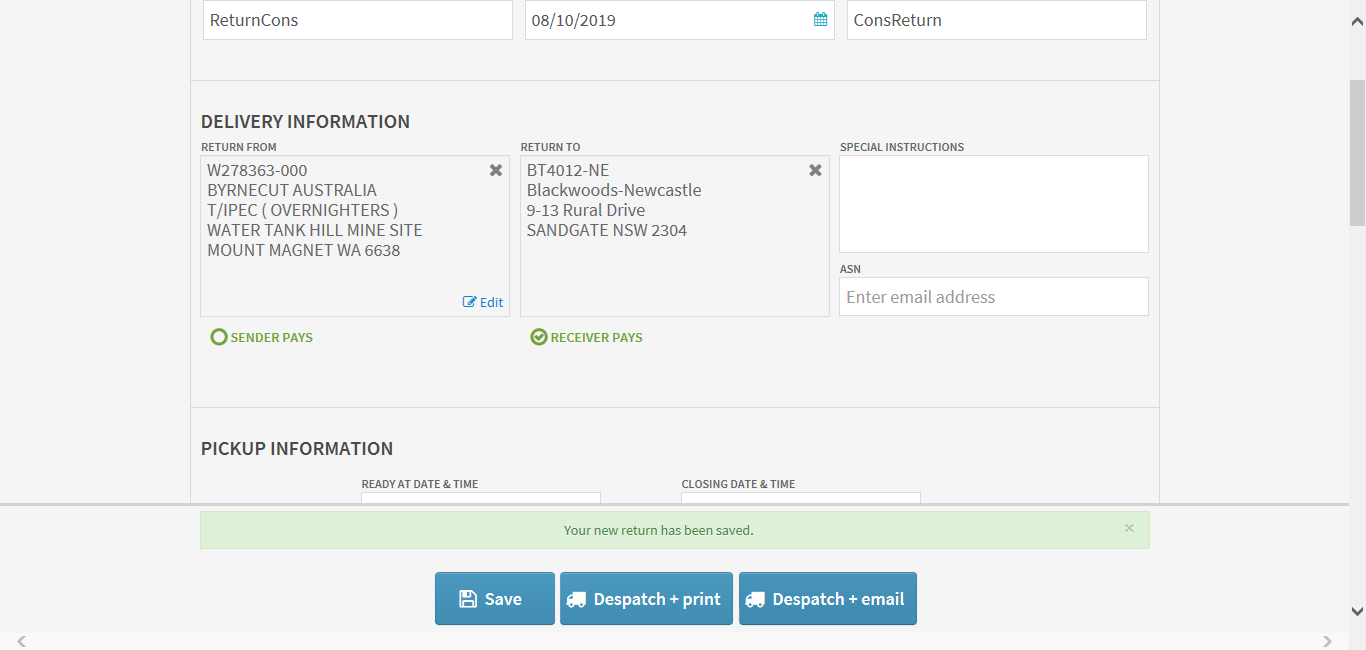 ReturnCons
08/10/2019
ConsReturn
DELIVERY INFORMATION
RETURN FROM
W278363-000
BYRNECUT AUSTRALIA
T/IPEC ( OVERNIGHTERS )
WATER TANK HILL MINE SITE
MOUNT MAGNET WA 6638
Edit
SENDER PAYS
RETURN TO
BT4012-NE
Blackwoods-Newcastle
9-13 Rural Drive
SANDGATE NSW 2304
RECEIVER PAYS
SPECIAL INSTRUCTIONS
ASN
Enter email address
PICKUP INFORMATION
READY AT DATE & TIME
CLOSING DATE & TIME
Your new return has been saved.
Save
Despatch + print
Despatch + email